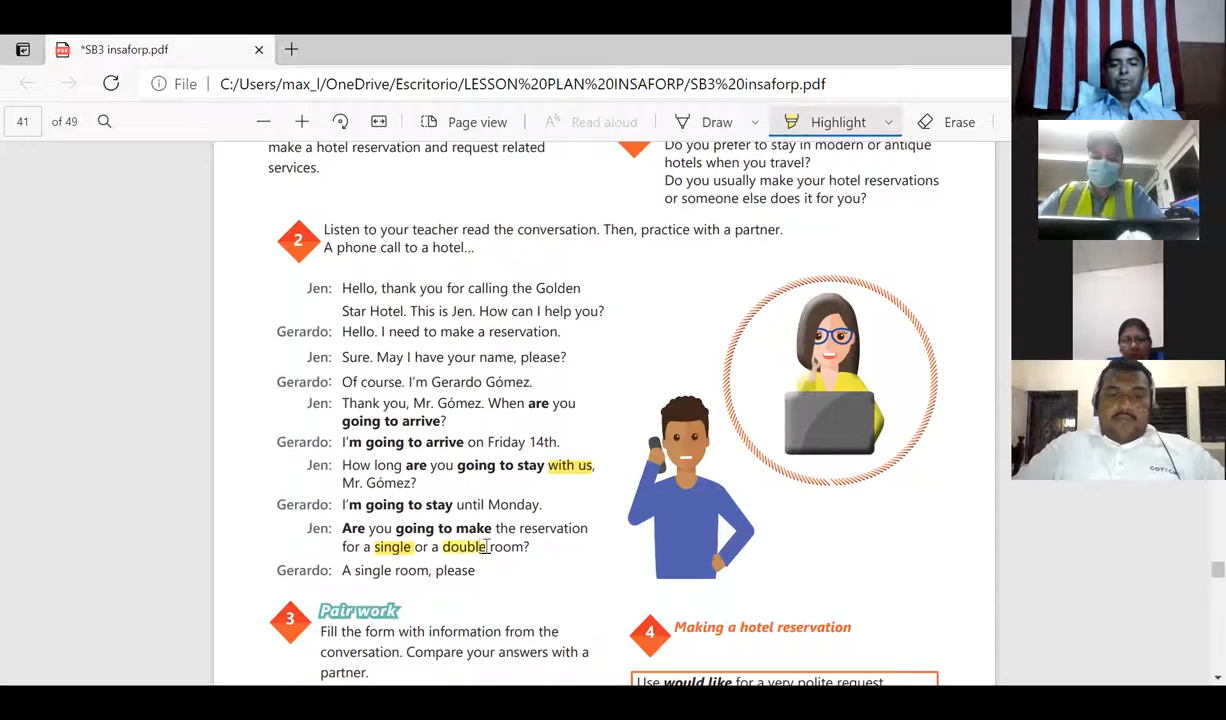 *SB3 insaforp.pdf
File
C:/Users/max_l/OneDrive/Escritorio/LESSON%20PLAN%20INSAFORP/SB3%20insaforp.pdf
41
of 49
Page view
Read aloud
Draw
Highlight
Erase
make a hotel reservation and request related
services.
Do you prefer to stay in modern or antique
hotels when you travel?
Do you usually make your hotel reservations
or someone else does it for you?
2
Listen to your teacher read the conversation. Then, practice with a partner.
A phone call to a hotel...
Jen: Hello, thank you for calling the Golden
Star Hotel. This is Jen. How can I help you?
Gerardo: Hello. I need to make a reservation.
Jen: Sure. May I have your name, please?
Gerardo: Of course. I'm Gerardo Gómez.
Jen: Thank you, Mr. Gómez. When are you
going to arrive?
Gerardo: I'm going to arrive on Friday 14th.
Jen: How long are you going to stay with us,
Mr. Gómez?
Gerardo: I'm going to stay until Monday.
Jen: Are you going to make the reservation
for a single or a double room?
Gerardo: A single room, please
3
Pair work
Fill the form with information from the
conversation. Compare your answers with a
partner.
4
Making a hotel reservation
Use would like for a very polite request